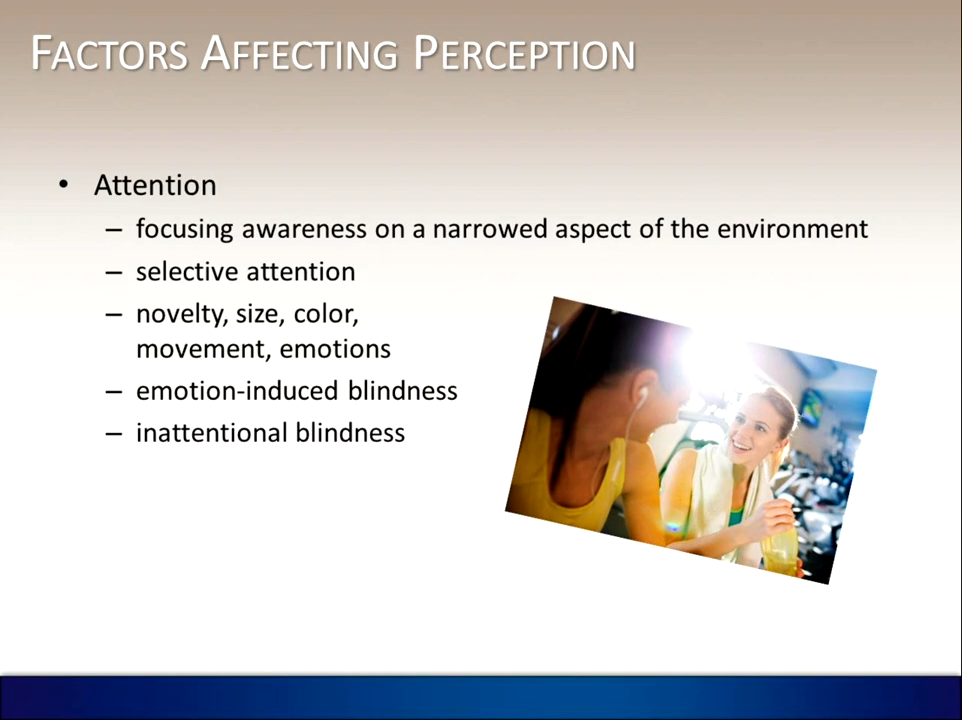 FACTORS AFFECTING PERCEPTION
• Attention
– focusing awareness on a narrowed aspect of the environment
– selective attention
– novelty, size, color,
movement, emotions
– emotion-induced blindness
– inattentional blindness